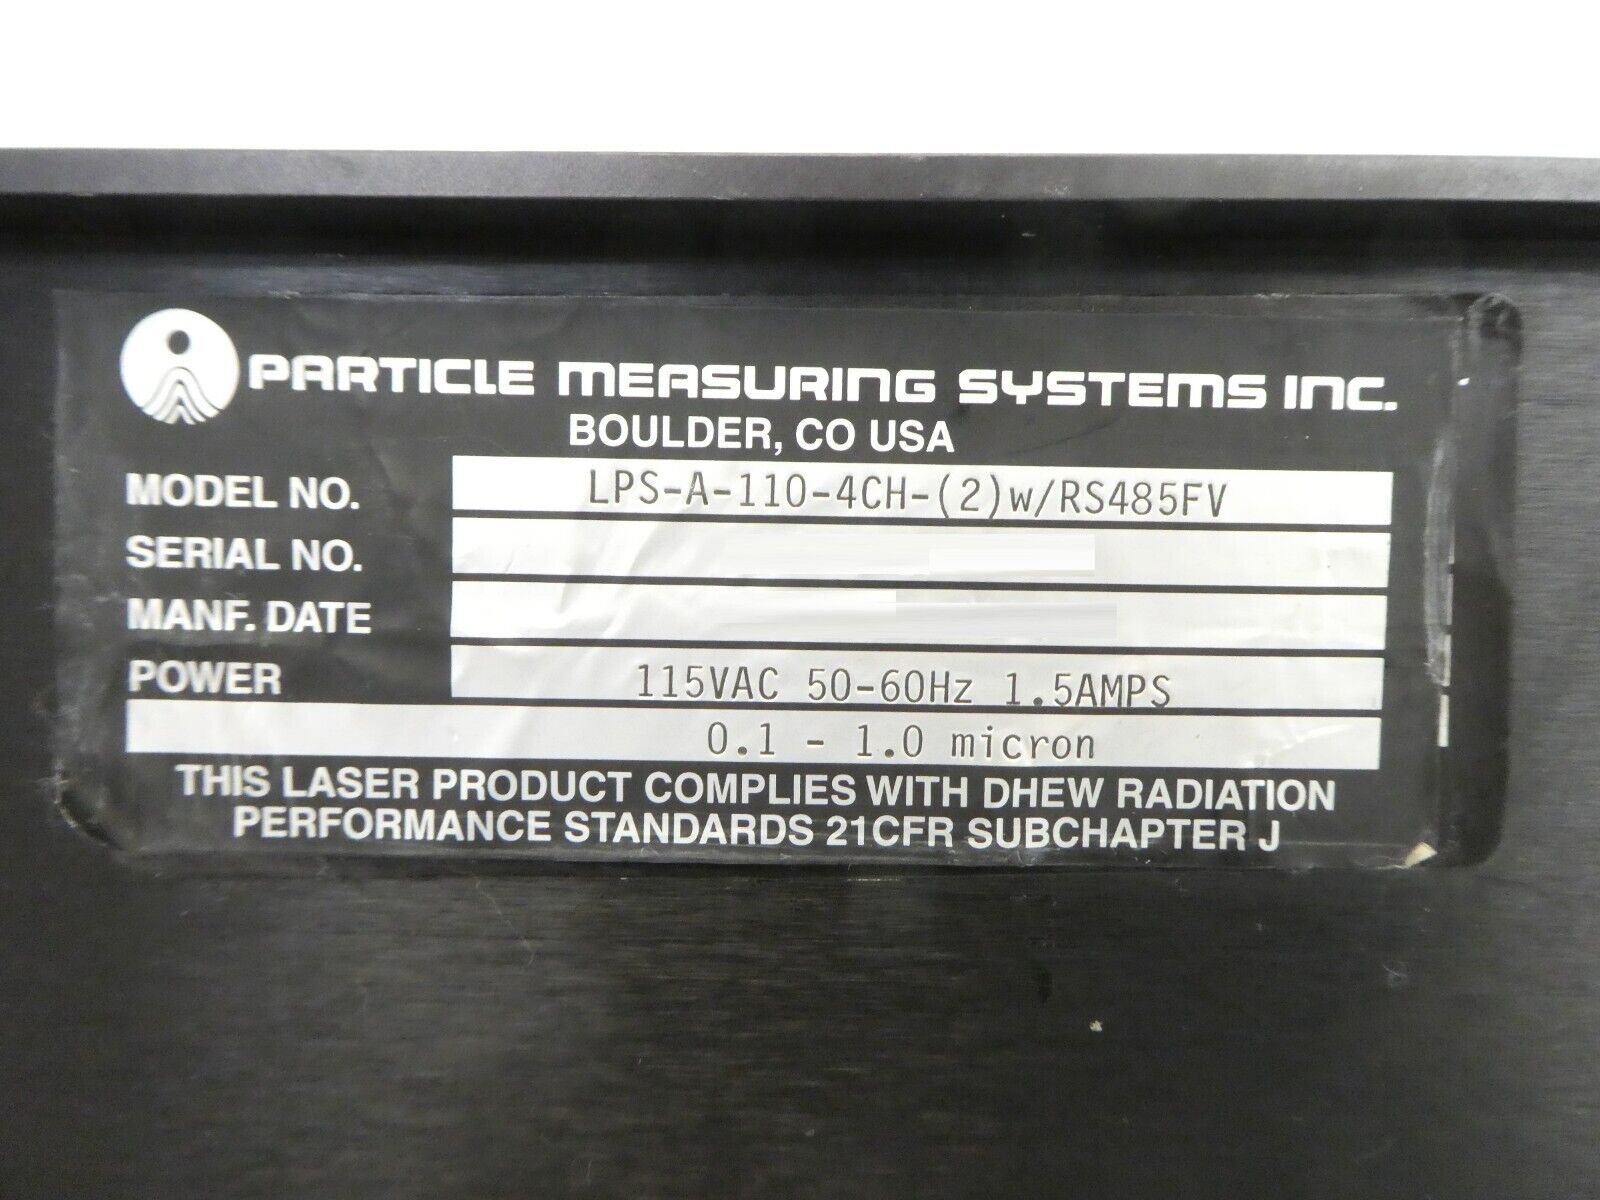 PARTICLE MEASURING SYSTEMS INC.
BOULDER, CO USA
MODEL NO. LPS-A-110-4CH-(2)w/RS485FV
SERIAL NO.
MANF. DATE
POWER 115VAC 50-60Hz 1.5AMPS
0.1 - 1.0 micron
THIS LASER PRODUCT COMPLIES WITH DHEW RADIATION
PERFORMANCE STANDARDS 21CFR SUBCHAPTER J